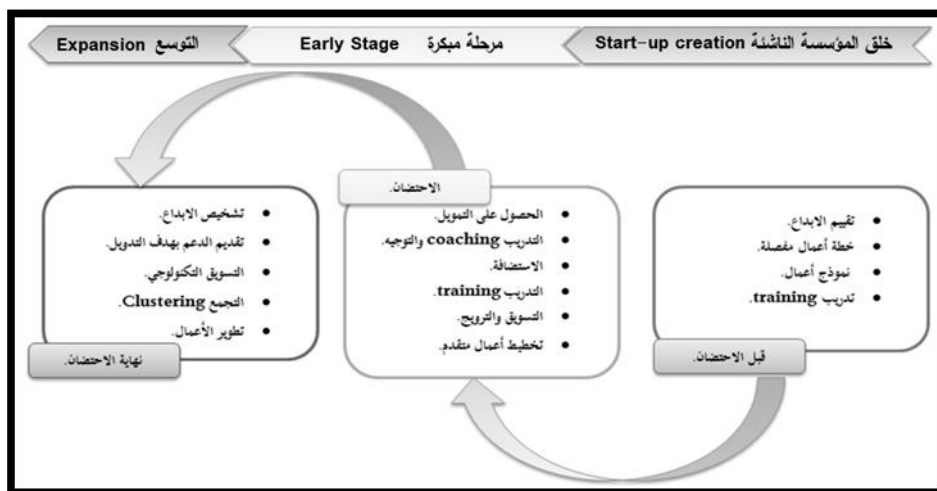 خلق المؤسسة الناشئة Start-up creation
مرحلة مبكرة Early Stage
التوسع Expansion
تقييم الابداع.
خطة أعمال مفصلة.
نموذج أعمال.
تدريب training.
قبل الاحتضان.
الاحتضان.
الحصول على التمويل.
التدريب coaching والتوجيه.
الاستضافة.
التدريب training.
التسويق والترويج.
تخطيط أعمال متقدم.
تشخيص الابداع.
تقديم الدعم بهدف التدويل.
التسويق التكنولوجي.
التجمع Clustering.
تطوير الأعمال.
نهاية الاحتضان.